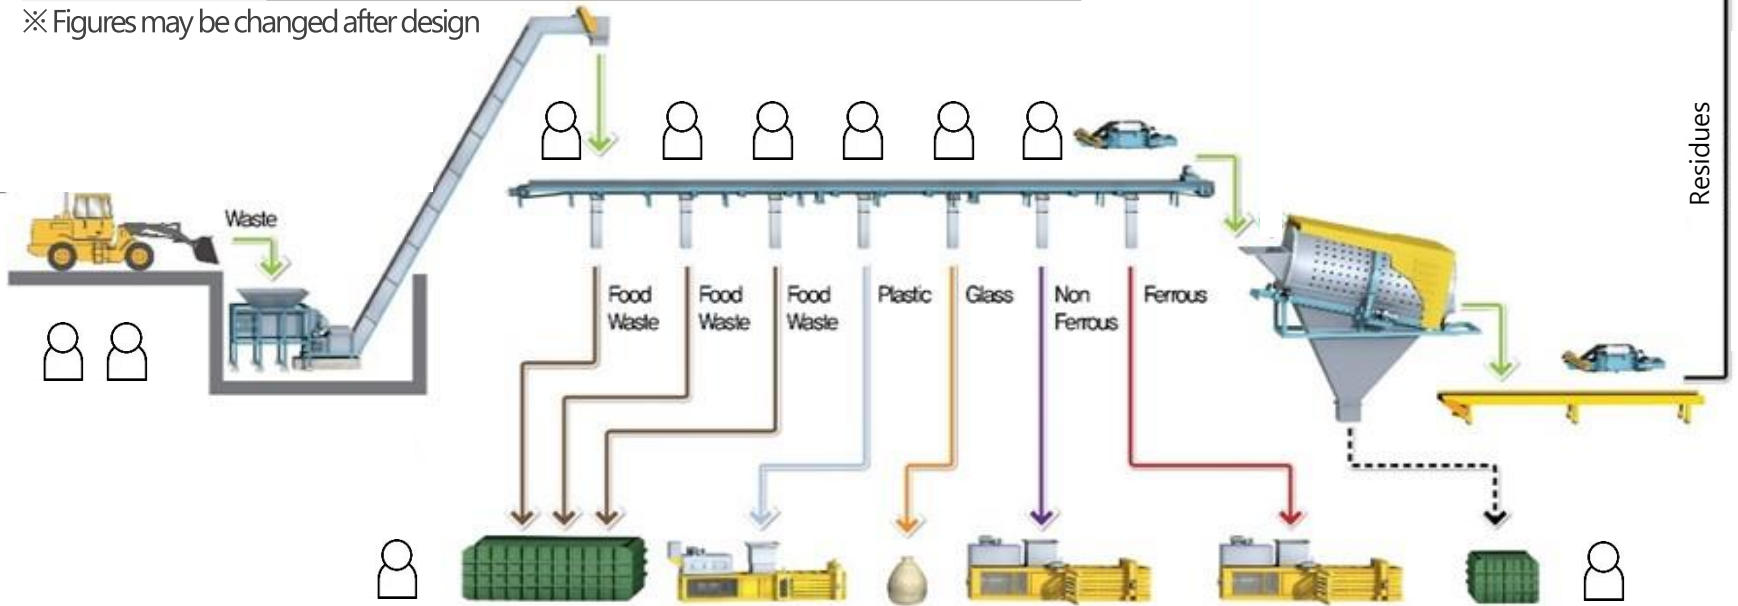 ※ Figures may be changed after design
Waste
Food
Waste
Food
Waste
Food
Waste
Plastic
Glass
Non
Ferrous
Ferrous
Residues